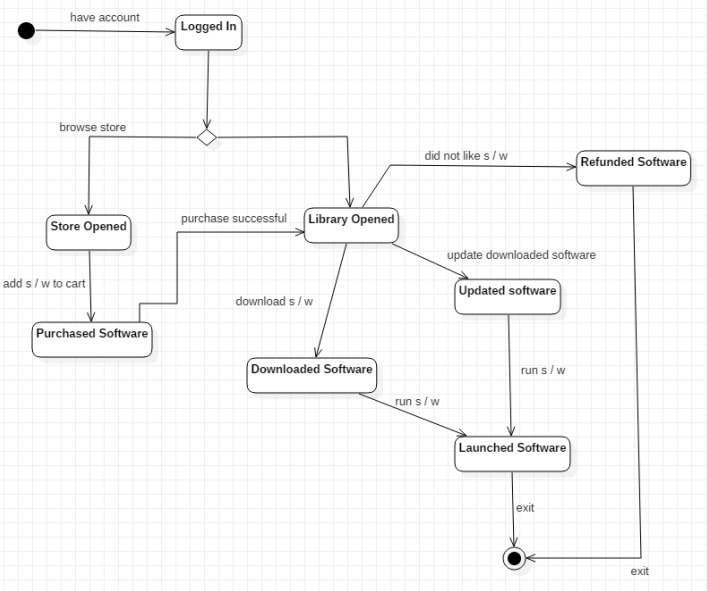 have account
Logged In
browse store
did not like s / w
Refunded Software
Store Opened
purchase successful
Library Opened
update downloaded software
add s / w to cart
Updated software
download s / w
Purchased Software
Downloaded Software
run s / w
run s / w
Launched Software
exit
exit